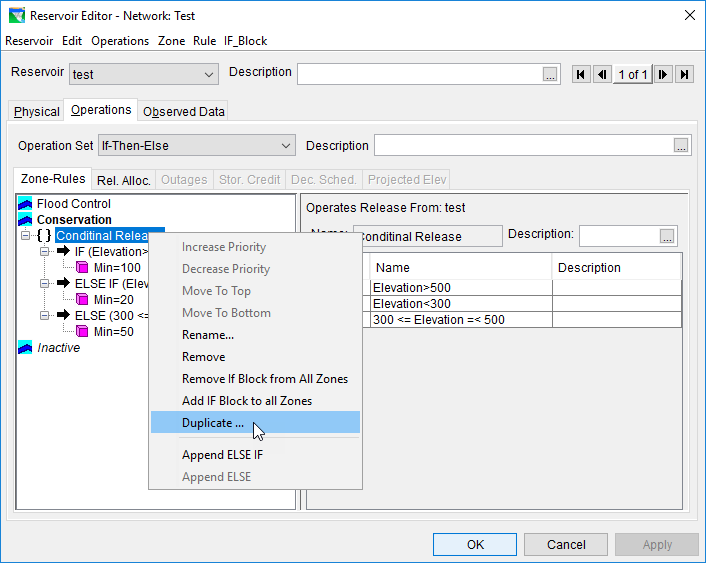 Reservoir Editor - Network: Test
Reservoir Edit Operations Zone Rule IF_Block
Reservoir test Description ... 1 of 1
Physical Operations Observed Data
Operation Set If-Then-Else Description ...
Zone-Rules Rel. Alloc. Outages Stor. Credit Dec. Sched. Projected Elev
Flood Control
Conservation
{ } Conditinal Release
IF (Elevation>
Min=100
ELSE IF (Elev
Min=20
ELSE (300 <=
Min=50
Inactive
Operates Release From: test
Name: Conditinal Release Description: ...
Name Description
Elevation>500
Elevation<300
300 <= Elevation =< 500
Increase Priority
Decrease Priority
Move To Top
Move To Bottom
Rename...
Remove
Remove If Block from All Zones
Add IF Block to all Zones
Duplicate ...
Append ELSE IF
Append ELSE
OK Cancel Apply